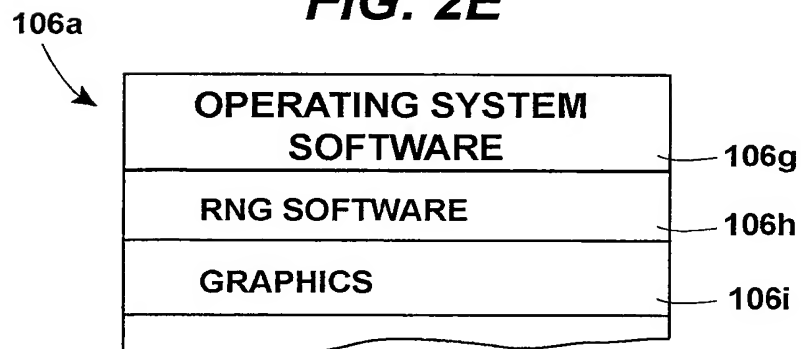 FIG. 2E
106a
OPERATING SYSTEM
SOFTWARE
106g
RNG SOFTWARE
106h
GRAPHICS
106i